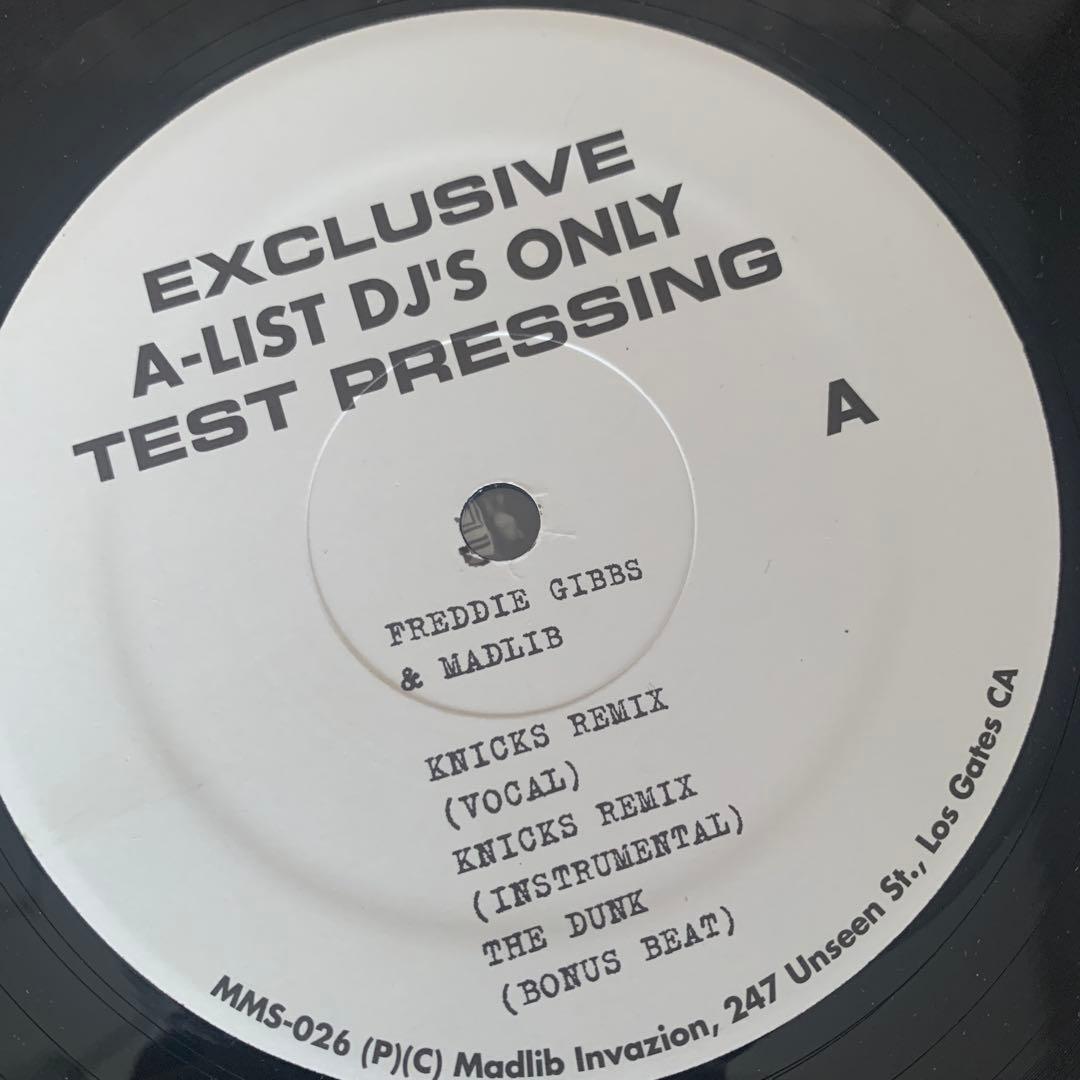 EXCLUSIVE
A-LIST DJ'S ONLY
TEST PRESSING
A
FREDDIE GIBBS
& MADLIB
KNICKS REMIX
(VOCAL)
KNICKS REMIX
(INSTRUMENTAL)
THE DUNK
(BONUS BEAT)
MMS-026 (P)(C) Madlib Invazion, 247 Unseen St., Los Gates CA